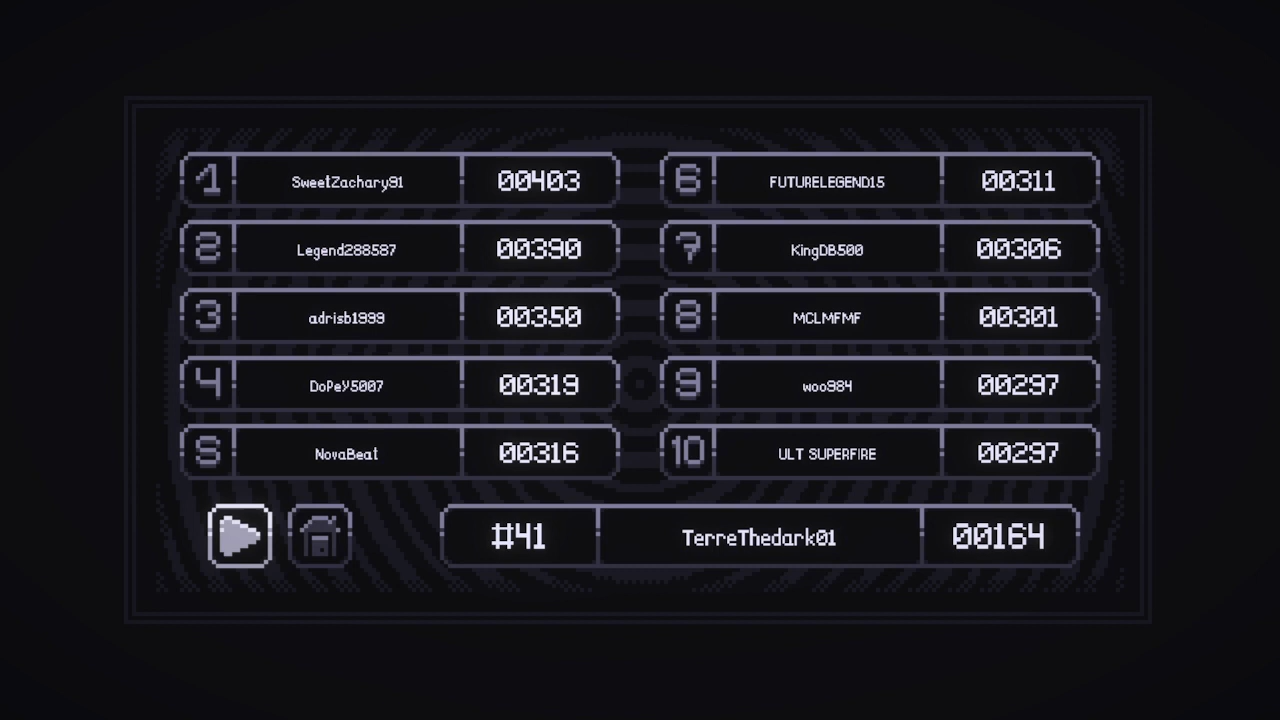 1 SweetZachary91 00403
2 Legend288587 00390
3 adrisb1999 00350
4 DoPeY5007 00319
5 NovaBeat 00316
6 FUTURELEGEND15 00311
7 KingDB500 00306
8 MCLMFMF 00301
9 woo984 00297
10 ULT SUPERFIRE 00297
#41 TerreThedark01 00164